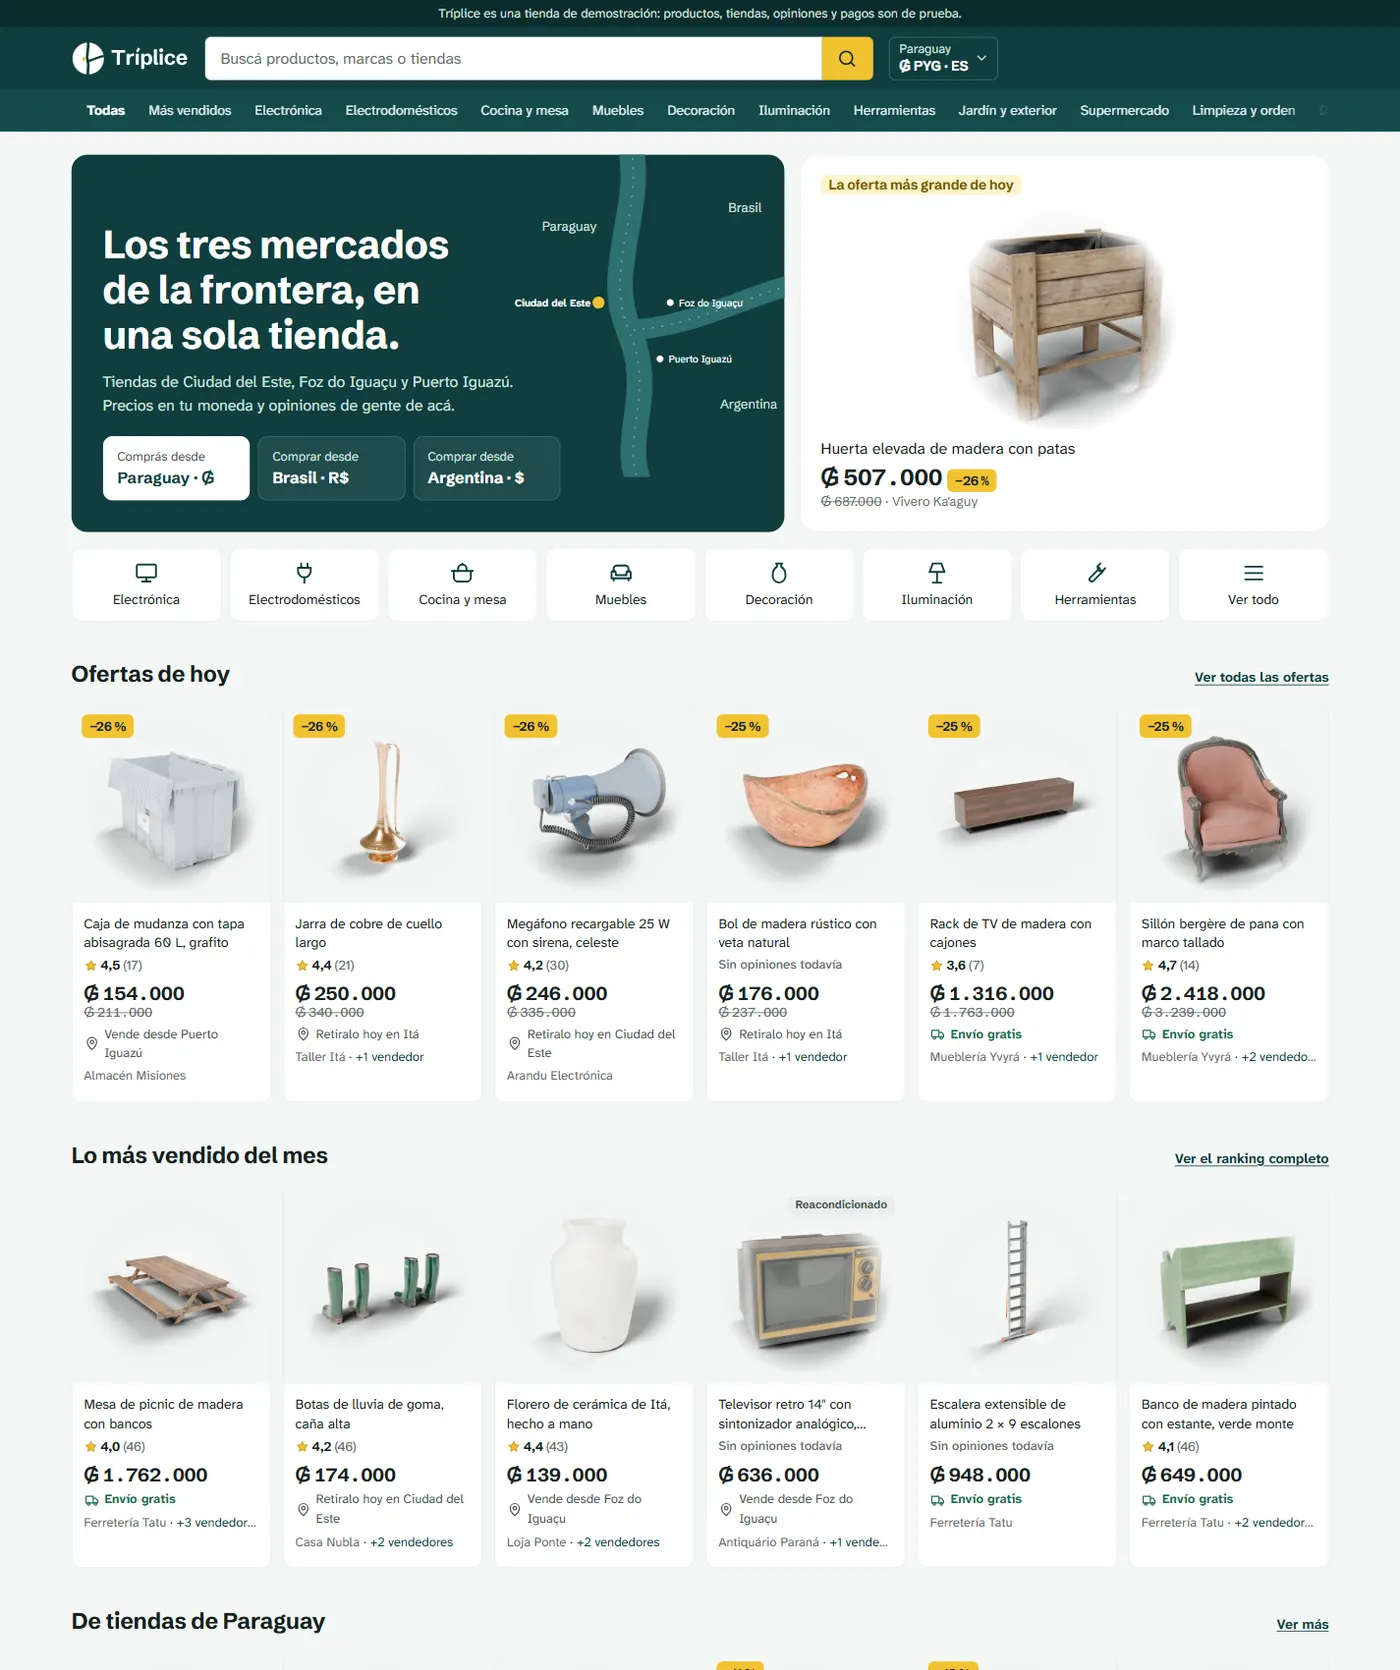 Tríplice es una tienda de demostración: productos, tiendas, opiniones y pagos son de prueba.
Tríplice
Buscá productos, marcas o tiendas
Paraguay
₲ PYG · ES
Todas
Más vendidos
Electrónica
Electrodomésticos
Cocina y mesa
Muebles
Decoración
Iluminación
Herramientas
Jardín y exterior
Supermercado
Limpieza y orden
Los tres mercados
de la frontera, en
una sola tienda.
Tiendas de Ciudad del Este, Foz do Iguaçu y Puerto Iguazú.
Precios en tu moneda y opiniones de gente de acá.
Comprás desde
Paraguay · ₲
Comprar desde
Brasil · R$
Comprar desde
Argentina · $
Paraguay
Brasil
Ciudad del Este
Foz do Iguaçu
Puerto Iguazú
Argentina
La oferta más grande de hoy
Huerta elevada de madera con patas
₲ 507.000 −26 %
₲ 687.000 · Vivero Ka'aguy
Electrónica
Electrodomésticos
Cocina y mesa
Muebles
Decoración
Iluminación
Herramientas
Ver todo
Ofertas de hoy
Ver todas las ofertas
−26 %
Caja de mudanza con tapa
abisagrada 60 L, grafito
4,5 (17)
₲ 154.000
₲ 211.000
Vende desde Puerto
Iguazú
Almacén Misiones
−26 %
Jarra de cobre de cuello
largo
4,4 (21)
₲ 250.000
₲ 340.000
Retiralo hoy en Itá
Taller Itá · +1 vendedor
−26 %
Megáfono recargable 25 W
con sirena, celeste
4,2 (30)
₲ 246.000
₲ 335.000
Retiralo hoy en Ciudad del
Este
Arandu Electrónica
−25 %
Bol de madera rústico con
veta natural
Sin opiniones todavía
₲ 176.000
₲ 237.000
Retiralo hoy en Itá
Taller Itá · +1 vendedor
−25 %
Rack de TV de madera con
cajones
3,6 (7)
₲ 1.316.000
₲ 1.763.000
Envío gratis
Mueblería Yvyrá · +1 vendedor
−25 %
Sillón bergère de pana con
marco tallado
4,7 (14)
₲ 2.418.000
₲ 3.239.000
Envío gratis
Mueblería Yvyrá · +2 vendedo...
Lo más vendido del mes
Ver el ranking completo
Mesa de picnic de madera
con bancos
4,0 (46)
₲ 1.762.000
Envío gratis
Ferretería Tatu · +3 vendedor...
Botas de lluvia de goma,
caña alta
4,2 (46)
₲ 174.000
Retiralo hoy en Ciudad del
Este
Casa Nubla · +2 vendedores
Florero de cerámica de Itá,
hecho a mano
4,4 (43)
₲ 139.000
Vende desde Foz do
Iguaçu
Loja Ponte · +2 vendedores
Reacondicionado
Televisor retro 14" con
sintonizador analógico,...
Sin opiniones todavía
₲ 636.000
Vende desde Foz do
Iguaçu
Antiquário Paraná · +1 vende...
Escalera extensible de
aluminio 2 × 9 escalones
Sin opiniones todavía
₲ 948.000
Envío gratis
Ferretería Tatu
Banco de madera pintado
con estante, verde monte
4,1 (46)
₲ 649.000
Envío gratis
Ferretería Tatu · +2 vendedor...
De tiendas de Paraguay
Ver más